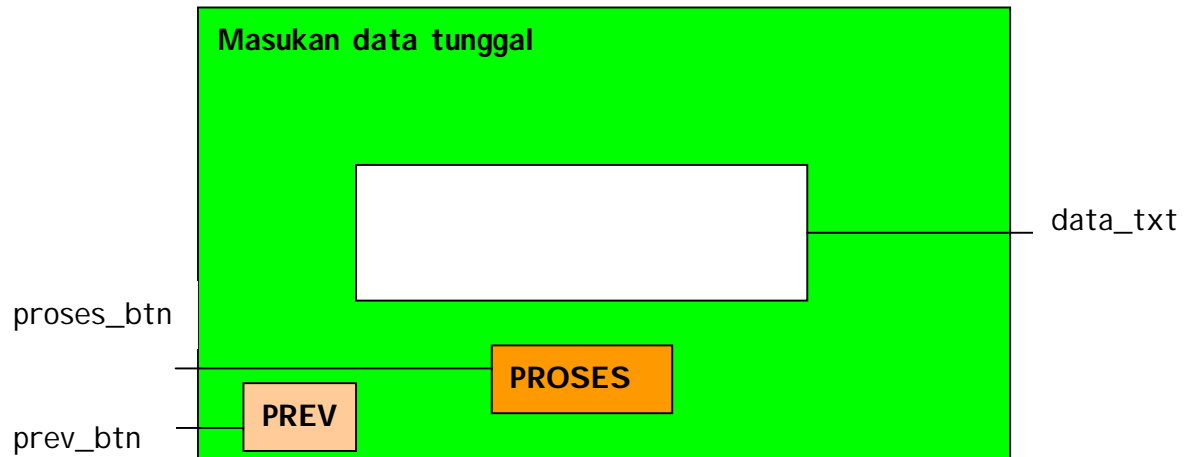 Masukan data tunggal
data_txt
proses_btn
PROSES
PREV
prev_btn